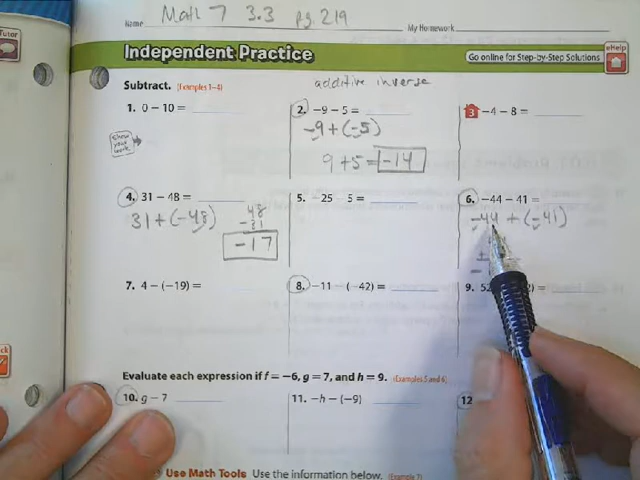 Name Math 7 3.3 pg. 219 My Homework
Tutor
Independent Practice
Go online for Step-by-Step Solutions
eHelp
Subtract. (Examples 1–4)
additive inverse
1. 0 − 10 =
2. −9 − 5 =
3 −4 − 8 =
Show your work.
−9 + (−5)
9 + 5 = −14
4. 31 − 48 =
5. −25 − 5 =
6. −44 − 41 =
31 + (−48)
48
−31
−17
−44 + (−41)
7. 4 − (−19) =
8. −11 − (−42) =
9. 52
Evaluate each expression if f = −6, g = 7, and h = 9. (Examples 5 and 6)
10. g − 7
11. −h − (−9)
12
Use Math Tools Use the information below. (Example 7)